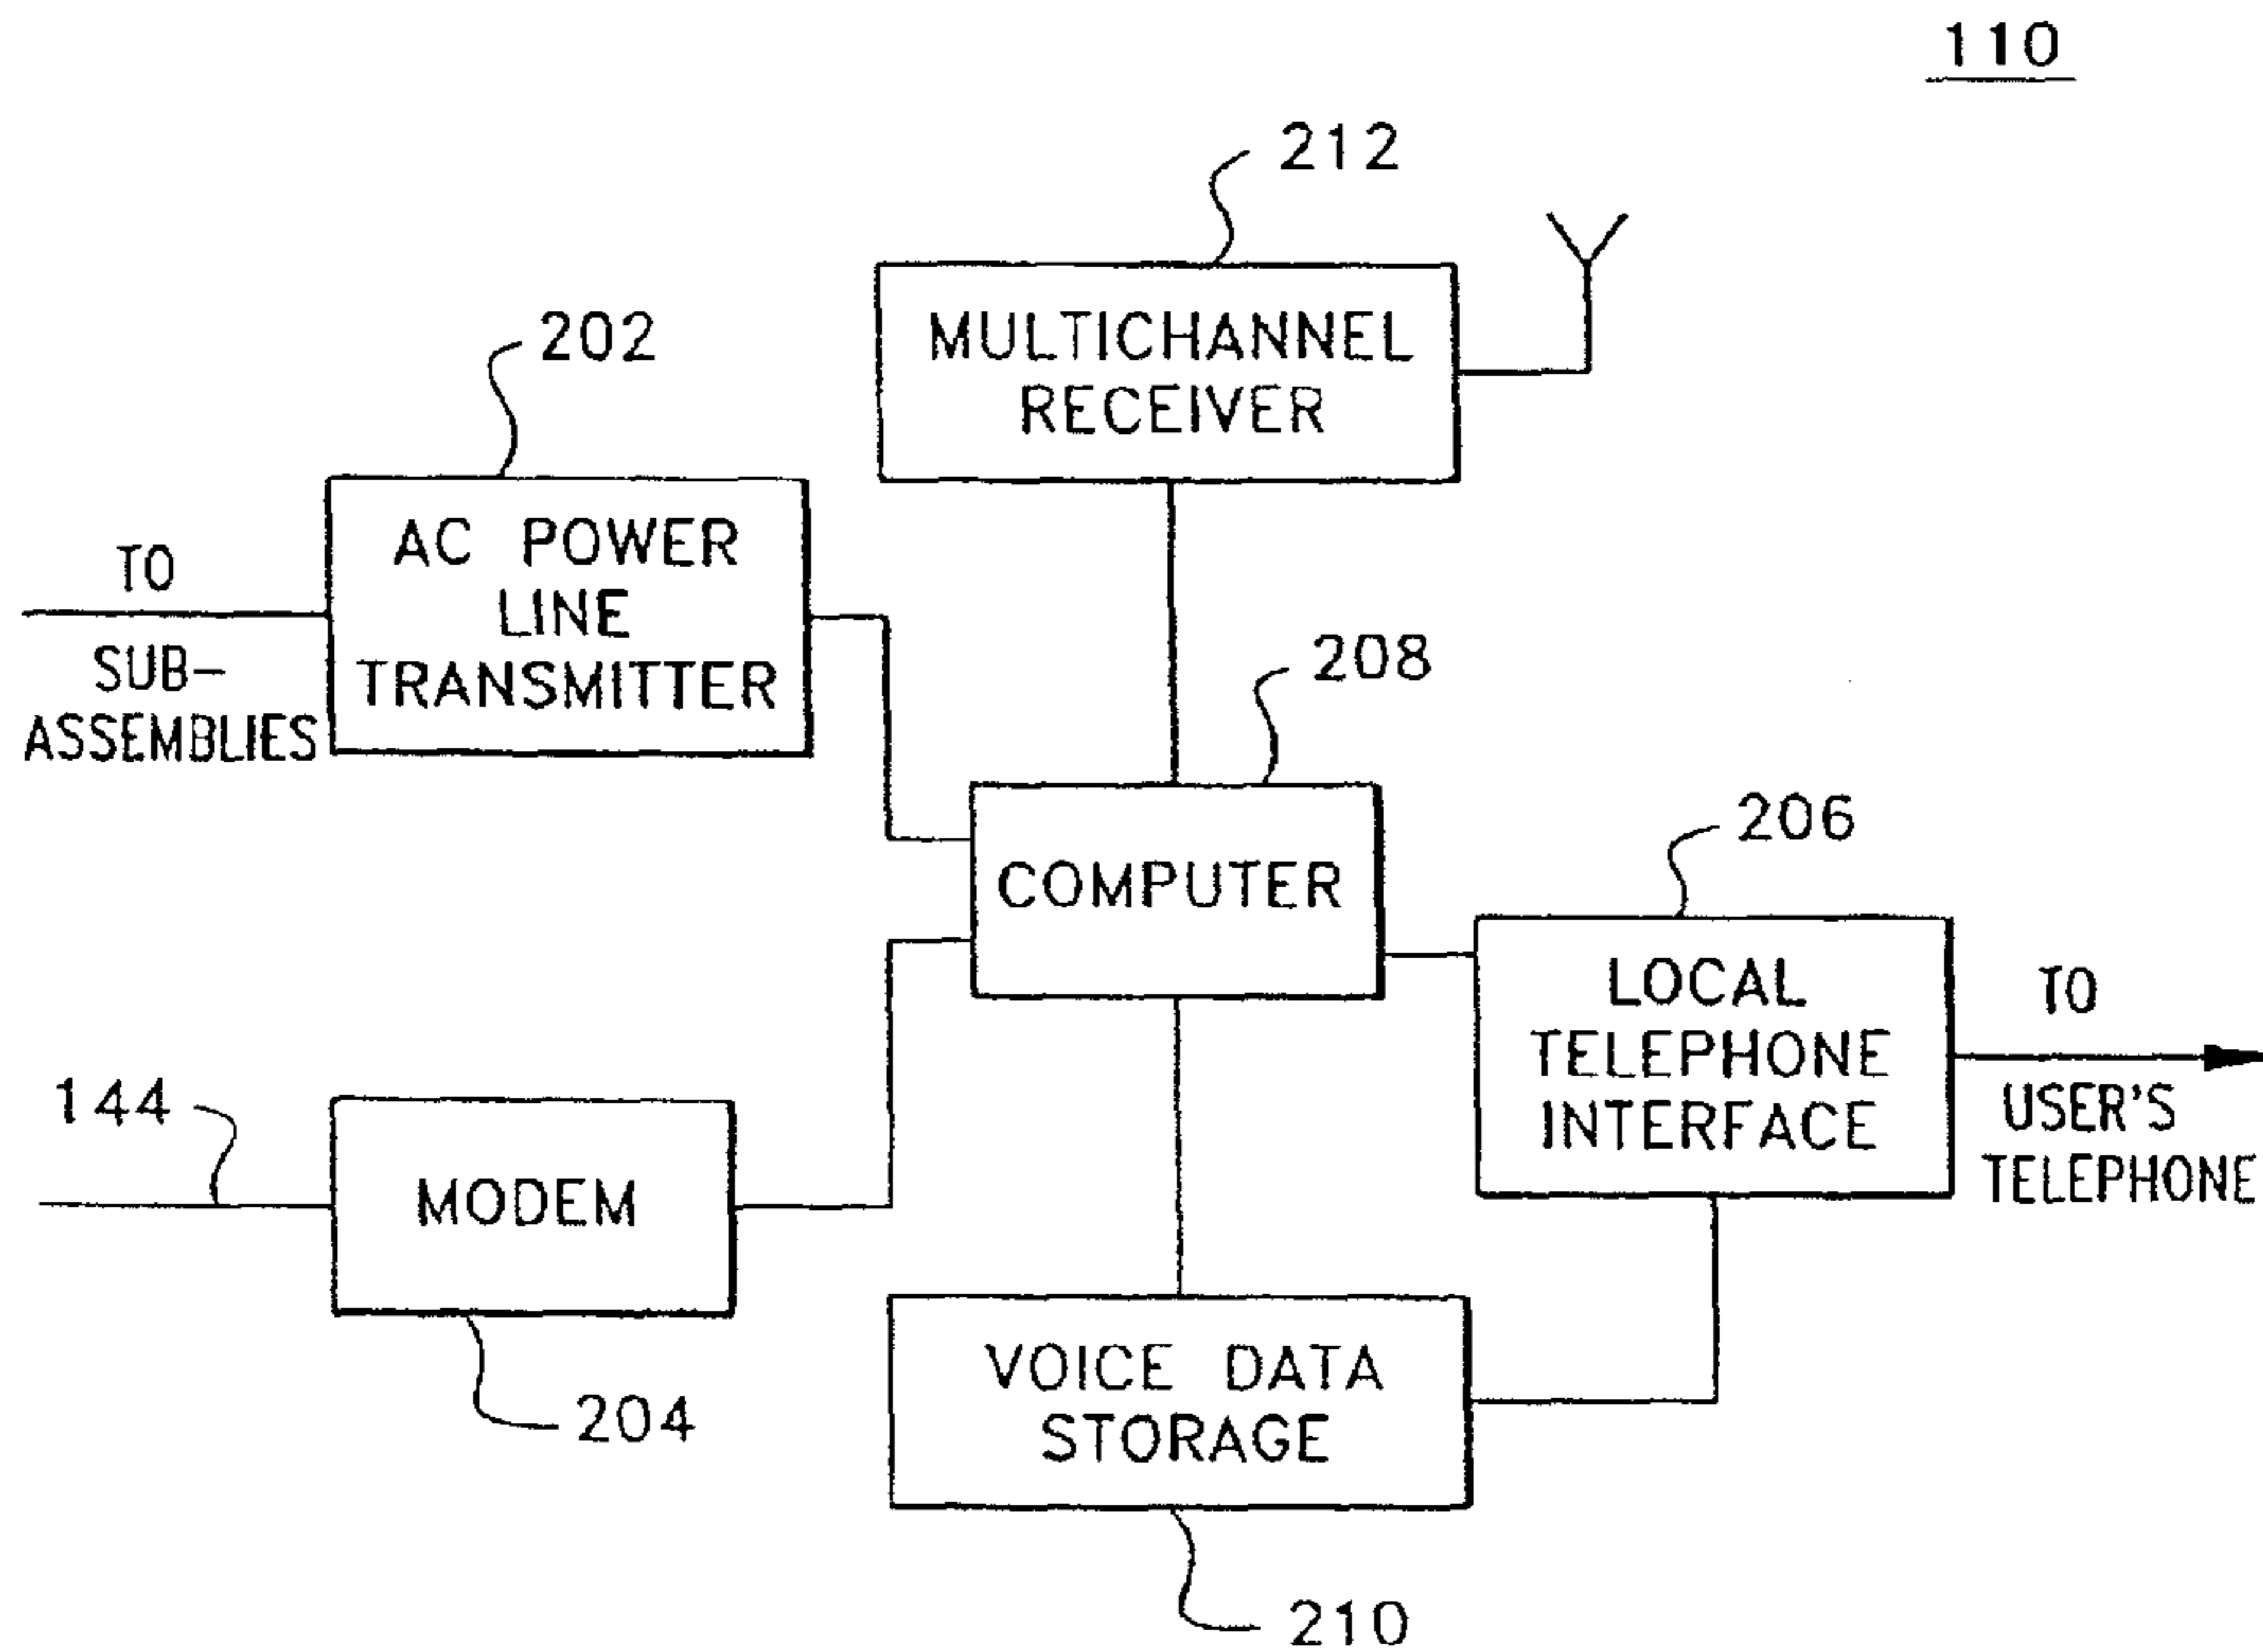 110
212
MULTICHANNEL
RECEIVER
202
AC POWER
LINE
TRANSMITTER
TO
SUB-
ASSEMBLIES
208
COMPUTER
206
LOCAL
TELEPHONE
INTERFACE
TO
USER'S
TELEPHONE
144
MODEM
204
VOICE DATA
STORAGE
210